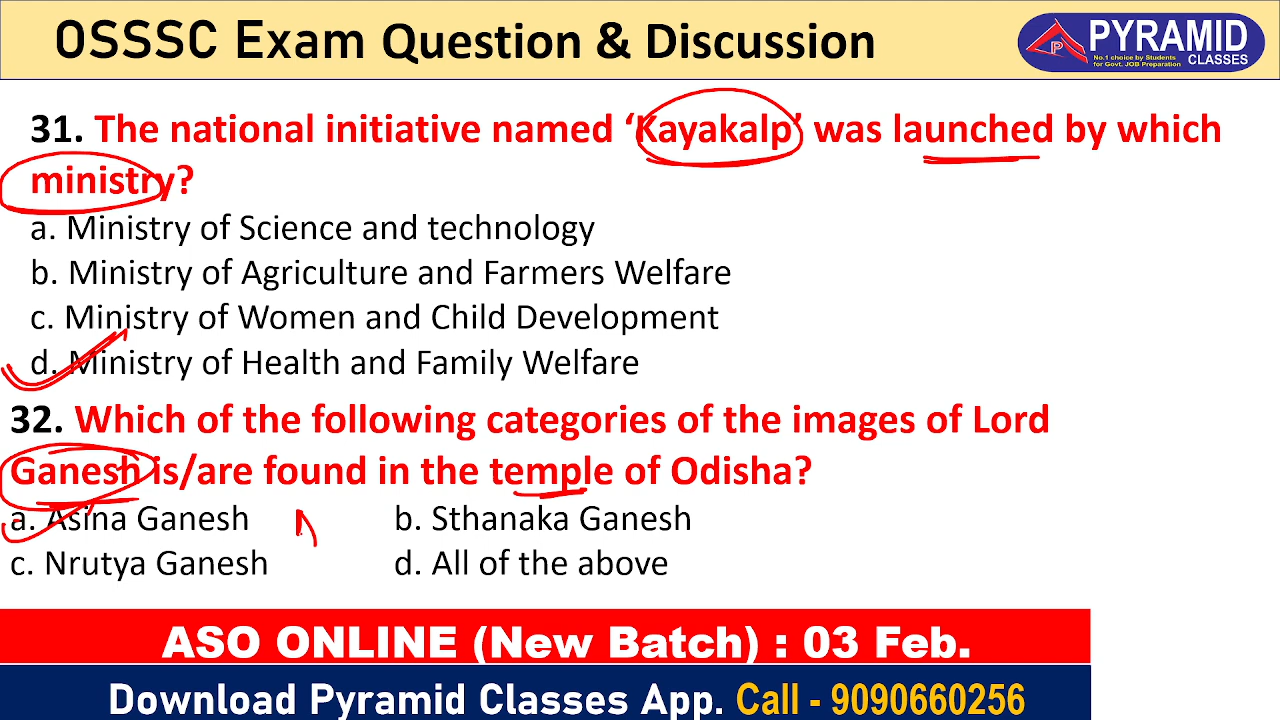 OSSSC Exam Question & Discussion
PYRAMID
CLASSES
No.1 choice by Students
for Govt. JOB Preparation
31. The national initiative named ‘Kayakalp’ was launched by which
ministry?
a. Ministry of Science and technology
b. Ministry of Agriculture and Farmers Welfare
c. Ministry of Women and Child Development
d. Ministry of Health and Family Welfare
32. Which of the following categories of the images of Lord
Ganesh is/are found in the temple of Odisha?
a. Asina Ganesh b. Sthanaka Ganesh
c. Nrutya Ganesh d. All of the above
ASO ONLINE (New Batch) : 03 Feb.
Download Pyramid Classes App. Call - 9090660256